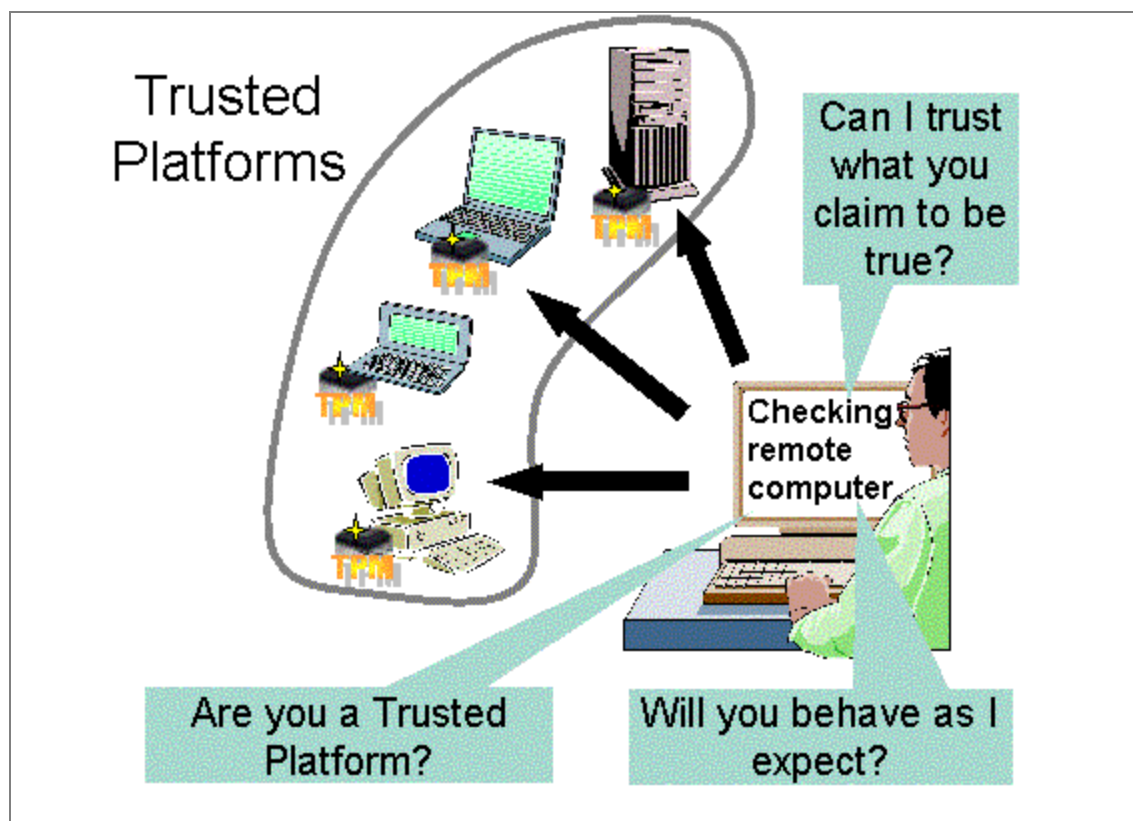 Trusted
Platforms
TPM
TPM
TPM
TPM
Can I trust
what you
claim to be
true?
Checking
remote
computer
Are you a Trusted
Platform?
Will you behave as I
expect?